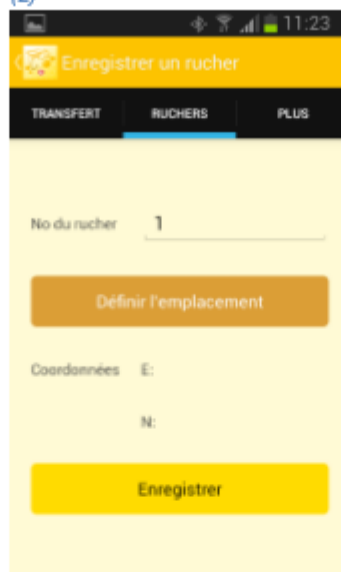 11:23
Enregistrer un rucher
TRANSFERT RUCHERS PLUS
No du rucher 1
Définir l'emplacement
Coordonnées E:
N:
Enregistrer